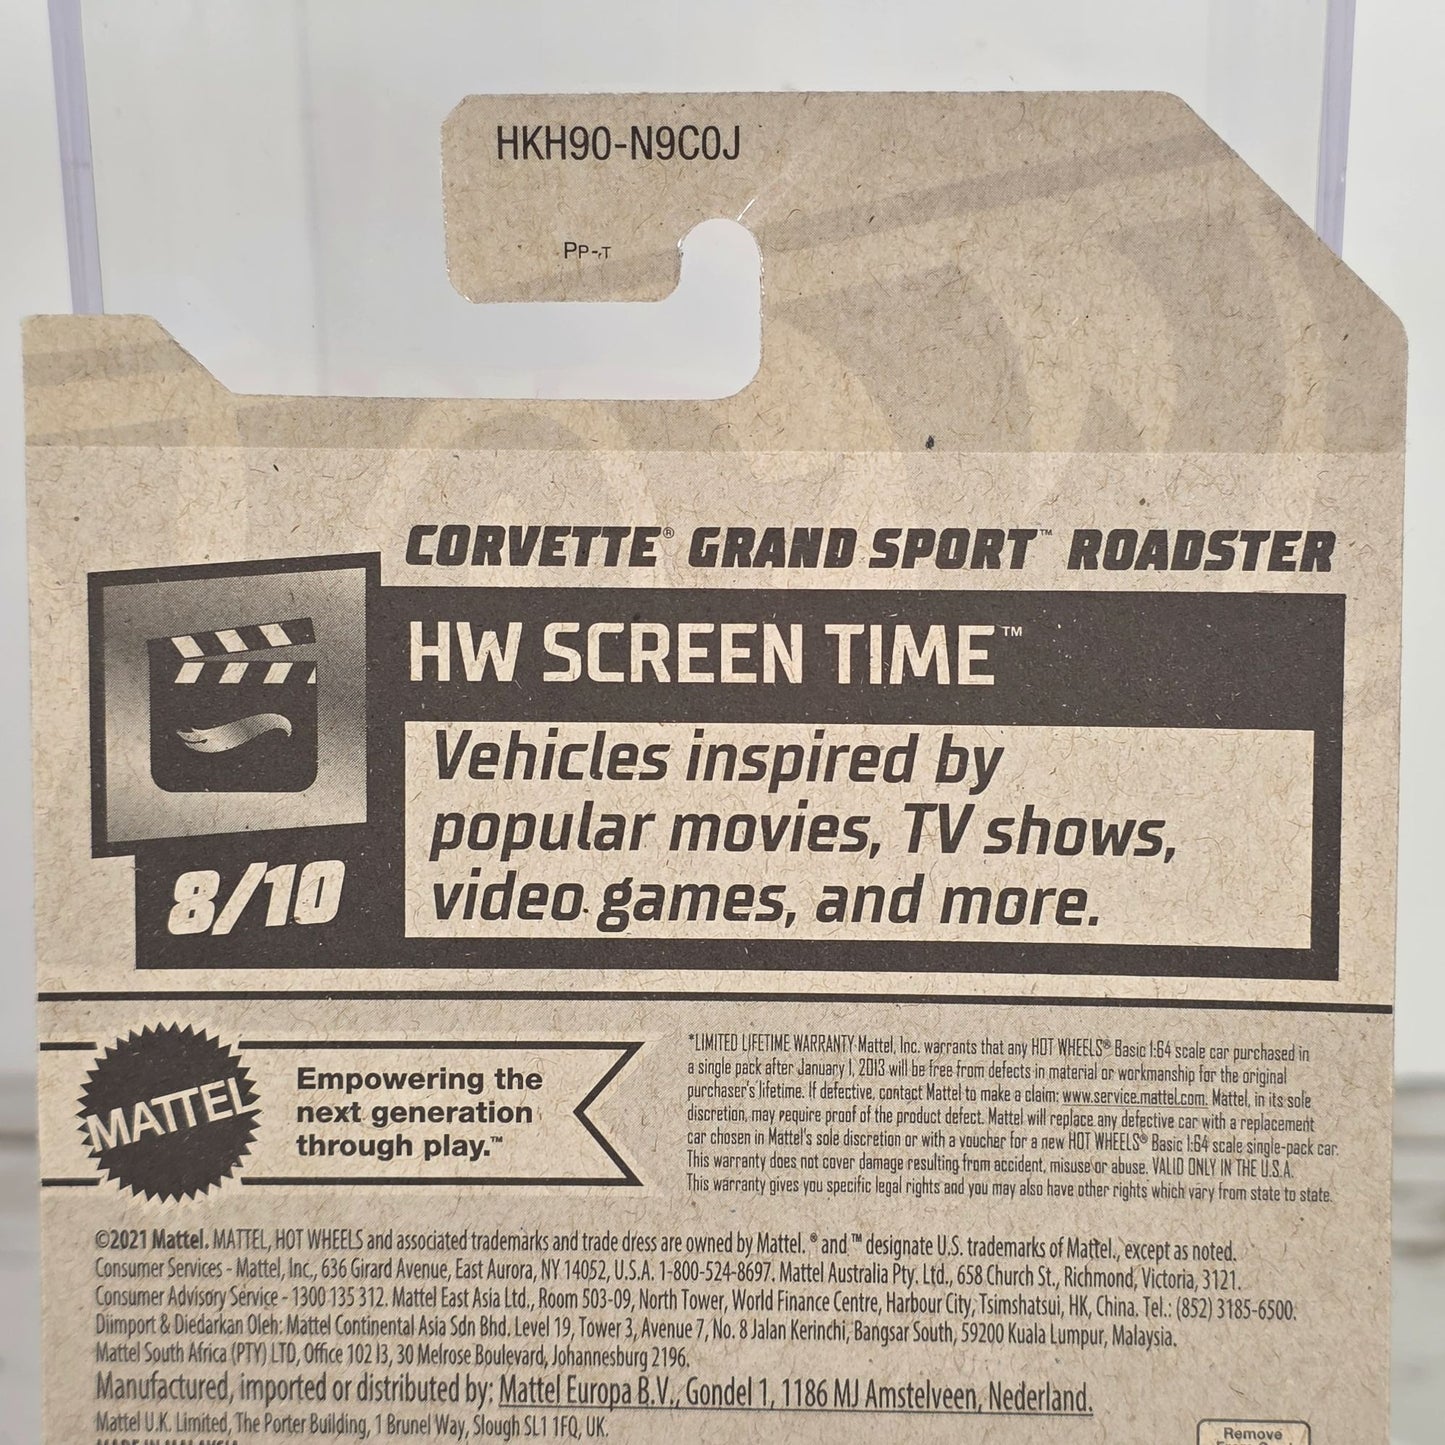 HKH90-N9C0J
PP-T
CORVETTE® GRAND SPORT™ ROADSTER
HW SCREEN TIME™
Vehicles inspired by
popular movies, TV shows,
video games, and more.
8/10
MATTEL
Empowering the
next generation
through play.™
*LIMITED LIFETIME WARRANTY Mattel, Inc. warrants that any HOT WHEELS® Basic 1:64 scale car purchased in
a single pack after January 1, 2013 will be free from defects in material or workmanship for the original
purchaser's lifetime. If defective, contact Mattel to make a claim: www.service.mattel.com. Mattel, in its sole
discretion, may require proof of the product defect. Mattel will replace any defective car with a replacement
car chosen in Mattel's sole discretion or with a voucher for a new HOT WHEELS® Basic 1:64 scale single-pack car.
This warranty does not cover damage resulting from accident, misuse or abuse. VALID ONLY IN THE U.S.A.
This warranty gives you specific legal rights and you may also have other rights which vary from state to state.
©2021 Mattel. MATTEL, HOT WHEELS and associated trademarks and trade dress are owned by Mattel. ® and ™ designate U.S. trademarks of Mattel., except as noted.
Consumer Services - Mattel, Inc., 636 Girard Avenue, East Aurora, NY 14052, U.S.A. 1-800-524-8697. Mattel Australia Pty. Ltd., 658 Church St., Richmond, Victoria, 3121.
Consumer Advisory Service - 1300 135 312. Mattel East Asia Ltd., Room 503-09, North Tower, World Finance Centre, Harbour City, Tsimshatsui, HK, China. Tel.: (852) 3185-6500.
Diimport & Diedarkan Oleh: Mattel Continental Asia Sdn Bhd. Level 19, Tower 3, Avenue 7, No. 8 Jalan Kerinchi, Bangsar South, 59200 Kuala Lumpur, Malaysia.
Mattel South Africa (PTY) LTD, Office 102 I3, 30 Melrose Boulevard, Johannesburg 2196.
Manufactured, imported or distributed by: Mattel Europa B.V., Gondel 1, 1186 MJ Amstelveen, Nederland.
Mattel U.K. Limited, The Porter Building, 1 Brunel Way, Slough SL1 1FQ, UK.
MADE IN MALAYSIA
Remove